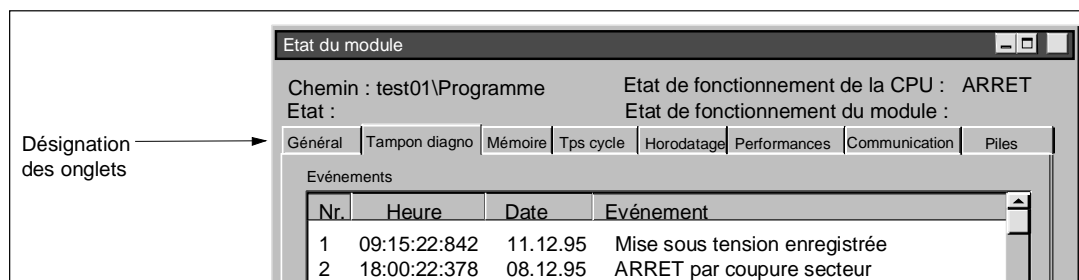 Etat du module
Chemin : test01\Programme Etat de fonctionnement de la CPU : ARRET
Etat : Etat de fonctionnement du module :
Désignation des onglets
Général Tampon diagno Mémoire Tps cycle Horodatage Performances Communication Piles
Evénements
Nr. Heure Date Evénement
1 09:15:22:842 11.12.95 Mise sous tension enregistrée
2 18:00:22:378 08.12.95 ARRET par coupure secteur